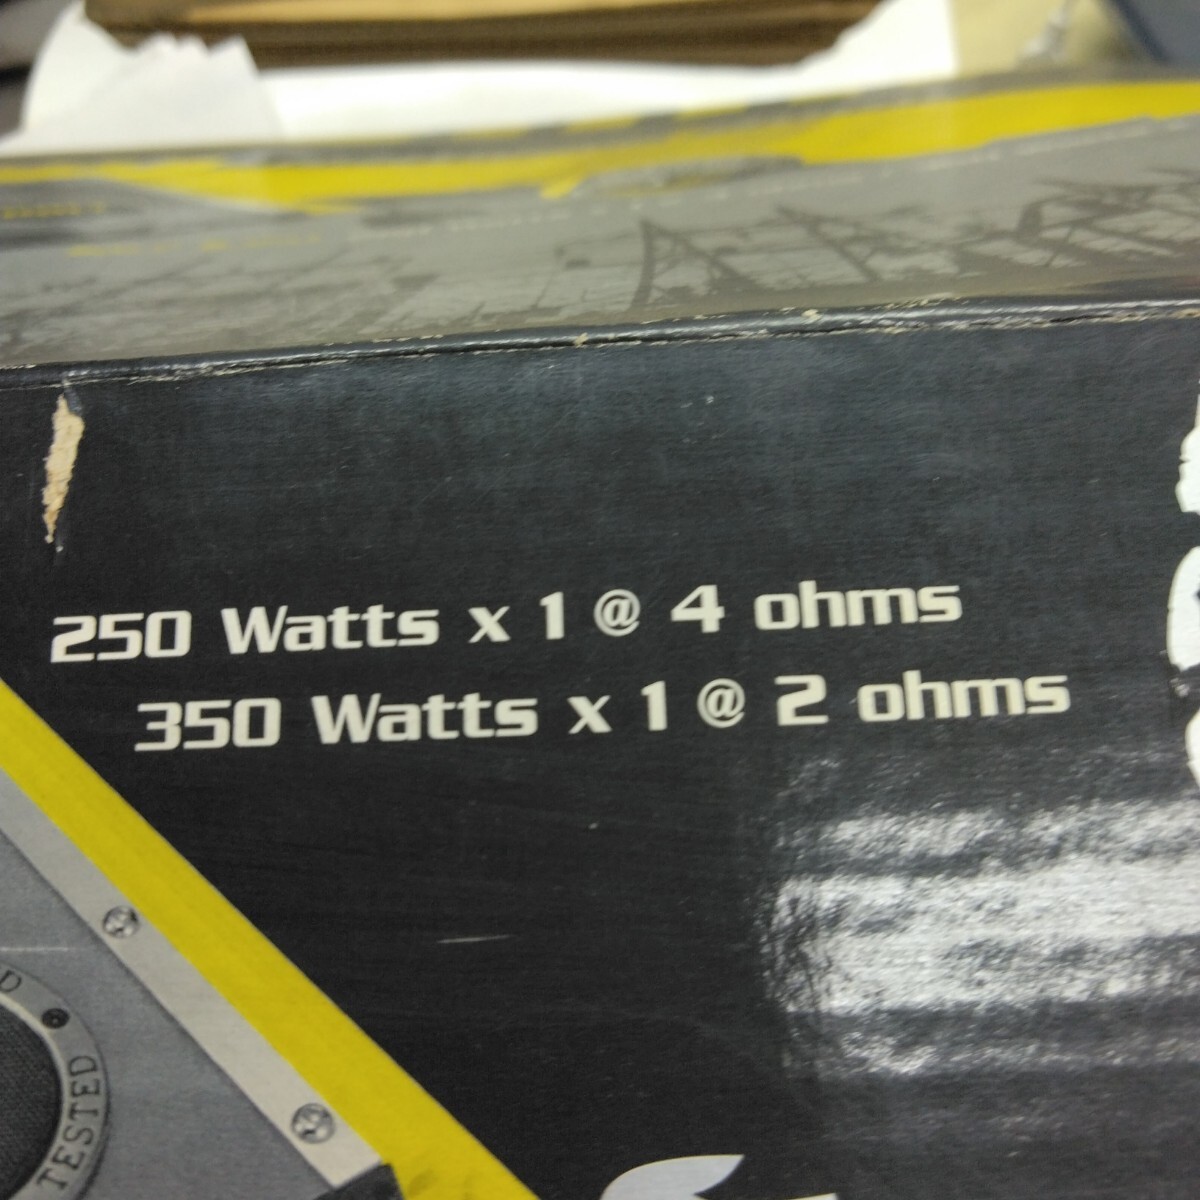 250 Watts x 1 @ 4 ohms
350 Watts x 1 @ 2 ohms
TESTED